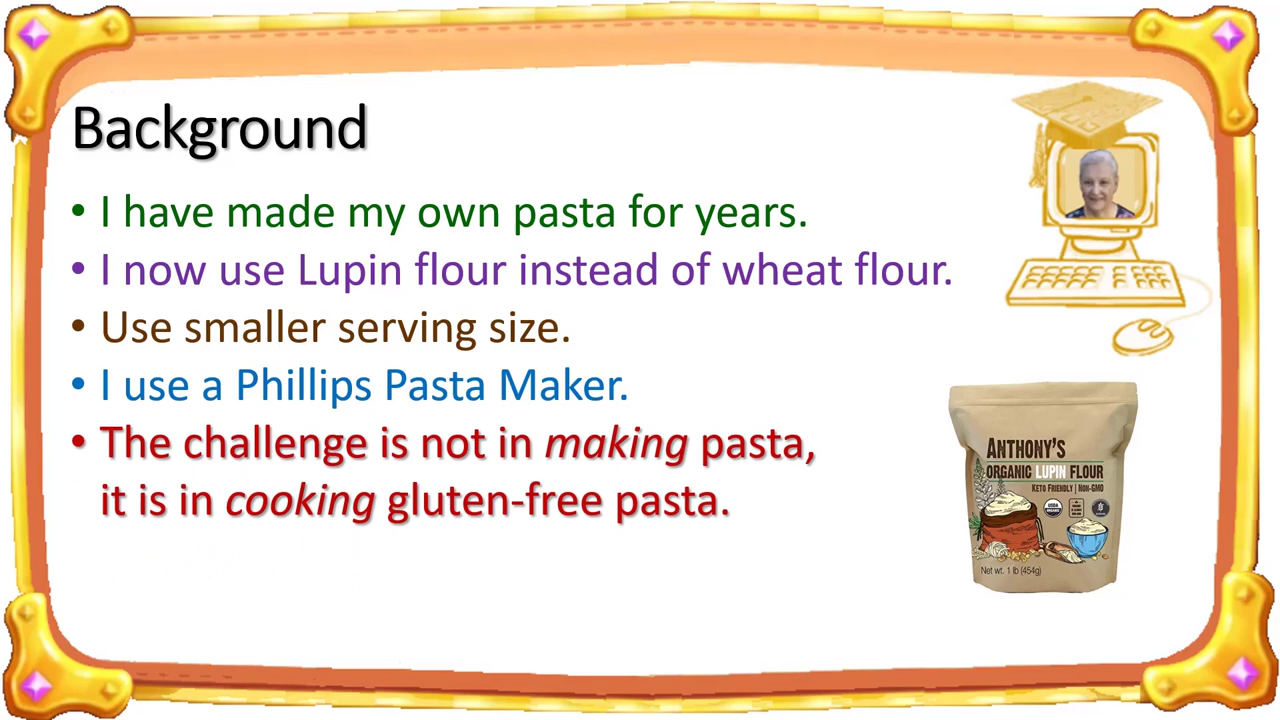 Background
• I have made my own pasta for years.
• I now use Lupin flour instead of wheat flour.
• Use smaller serving size.
• I use a Phillips Pasta Maker.
• The challenge is not in making pasta,
it is in cooking gluten-free pasta.
ANTHONY'S
ORGANIC LUPIN FLOUR
KETO FRIENDLY | NON-GMO
USDA
ORGANIC
Net wt. 1 lb (454g)